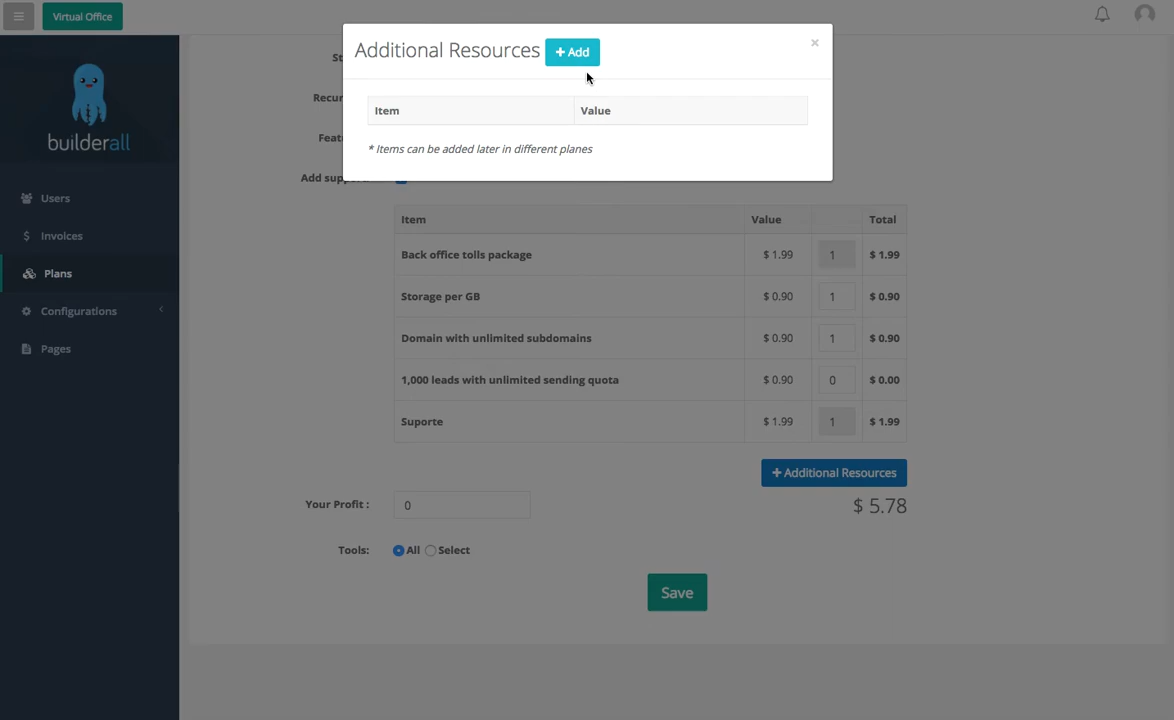 Virtual Office
builderall
Users
$ Invoices
Plans
Configurations
Pages
Additional Resources + Add ×
Item Value
* Items can be added later in different planes
Item Value Total
Back office tolls package $ 1.99 1 $ 1.99
Storage per GB $ 0.90 1 $ 0.90
Domain with unlimited subdomains $ 0.90 1 $ 0.90
1,000 leads with unlimited sending quota $ 0.90 0 $ 0.00
Suporte $ 1.99 1 $ 1.99
+ Additional Resources
Your Profit : 0 $ 5.78
Tools: All Select
Save